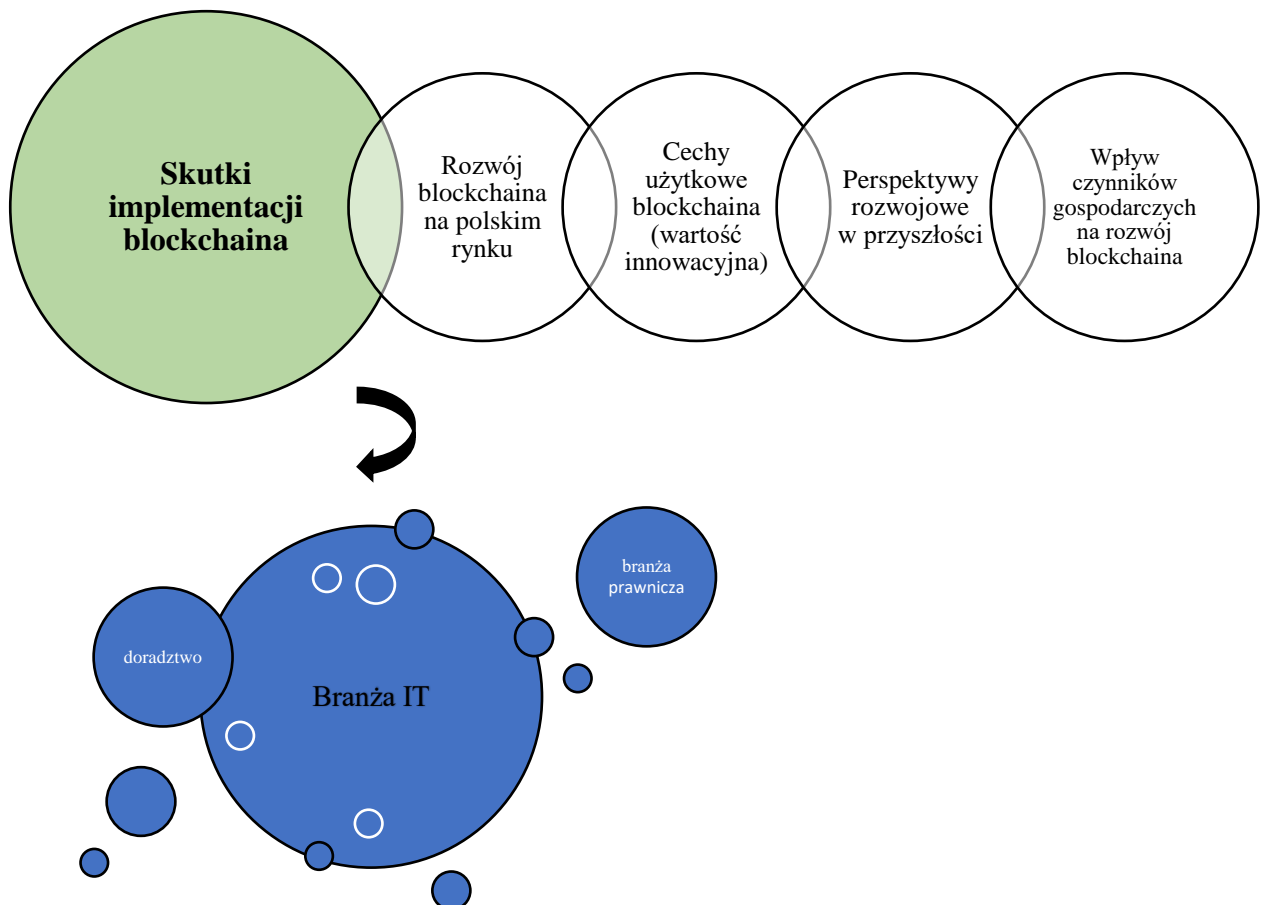 Skutki
implementacji
blockchaina
Rozwój
blockchaina
na polskim
rynku
Cechy
użytkowe
blockchaina
(wartość
innowacyjna)
Perspektywy
rozwojowe
w przyszłości
Wpływ
czynników
gospodarczych
na rozwój
blockchaina
branża
prawnicza
doradztwo
Branża IT